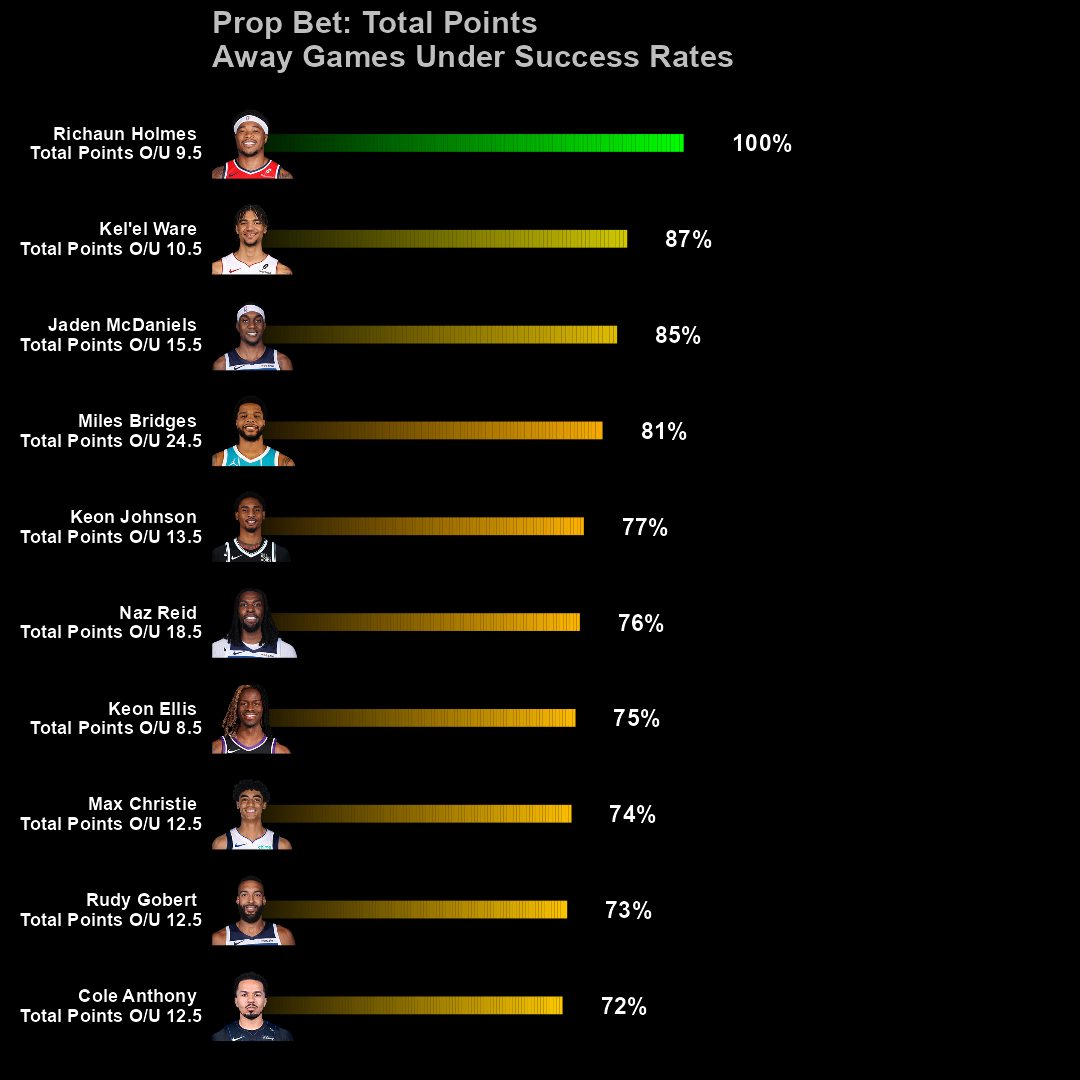 Prop Bet: Total Points
Away Games Under Success Rates
Richaun Holmes
Total Points O/U 9.5
100%
Kel'el Ware
Total Points O/U 10.5
87%
Jaden McDaniels
Total Points O/U 15.5
85%
Miles Bridges
Total Points O/U 24.5
81%
Keon Johnson
Total Points O/U 13.5
77%
Naz Reid
Total Points O/U 18.5
76%
Keon Ellis
Total Points O/U 8.5
75%
Max Christie
Total Points O/U 12.5
74%
Rudy Gobert
Total Points O/U 12.5
73%
Cole Anthony
Total Points O/U 12.5
72%